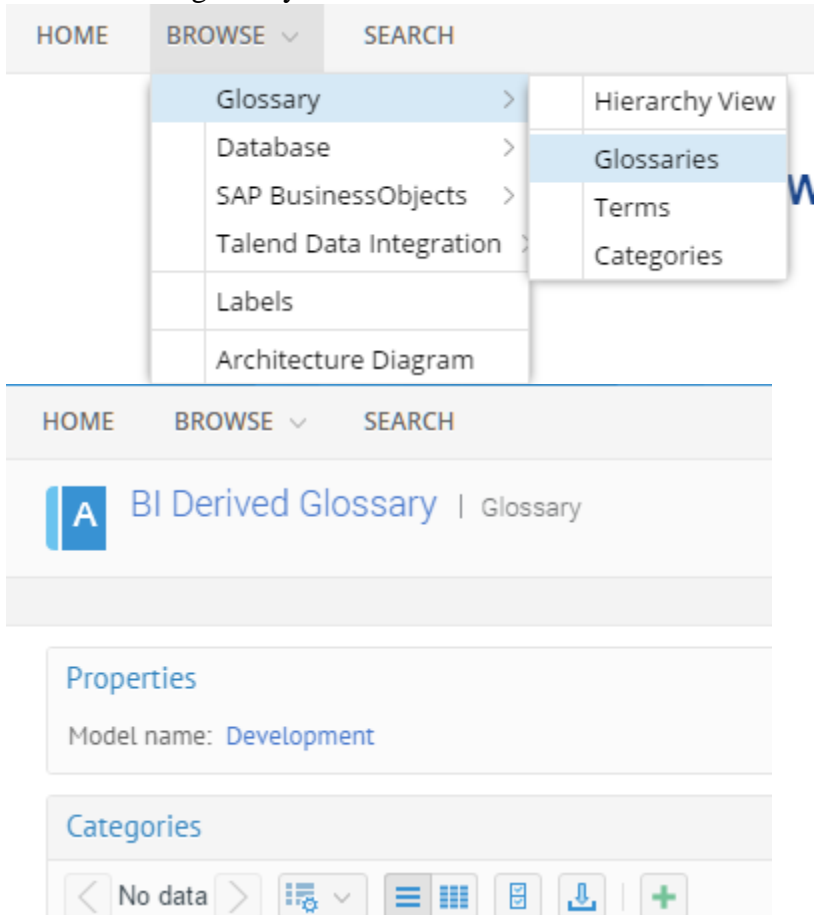 HOME BROWSE SEARCH
Glossary
Hierarchy View
Database
Glossaries
SAP BusinessObjects
Terms
Talend Data Integration
Categories
Labels
Architecture Diagram
HOME BROWSE SEARCH
A BI Derived Glossary | Glossary
Properties
Model name: Development
Categories
No data